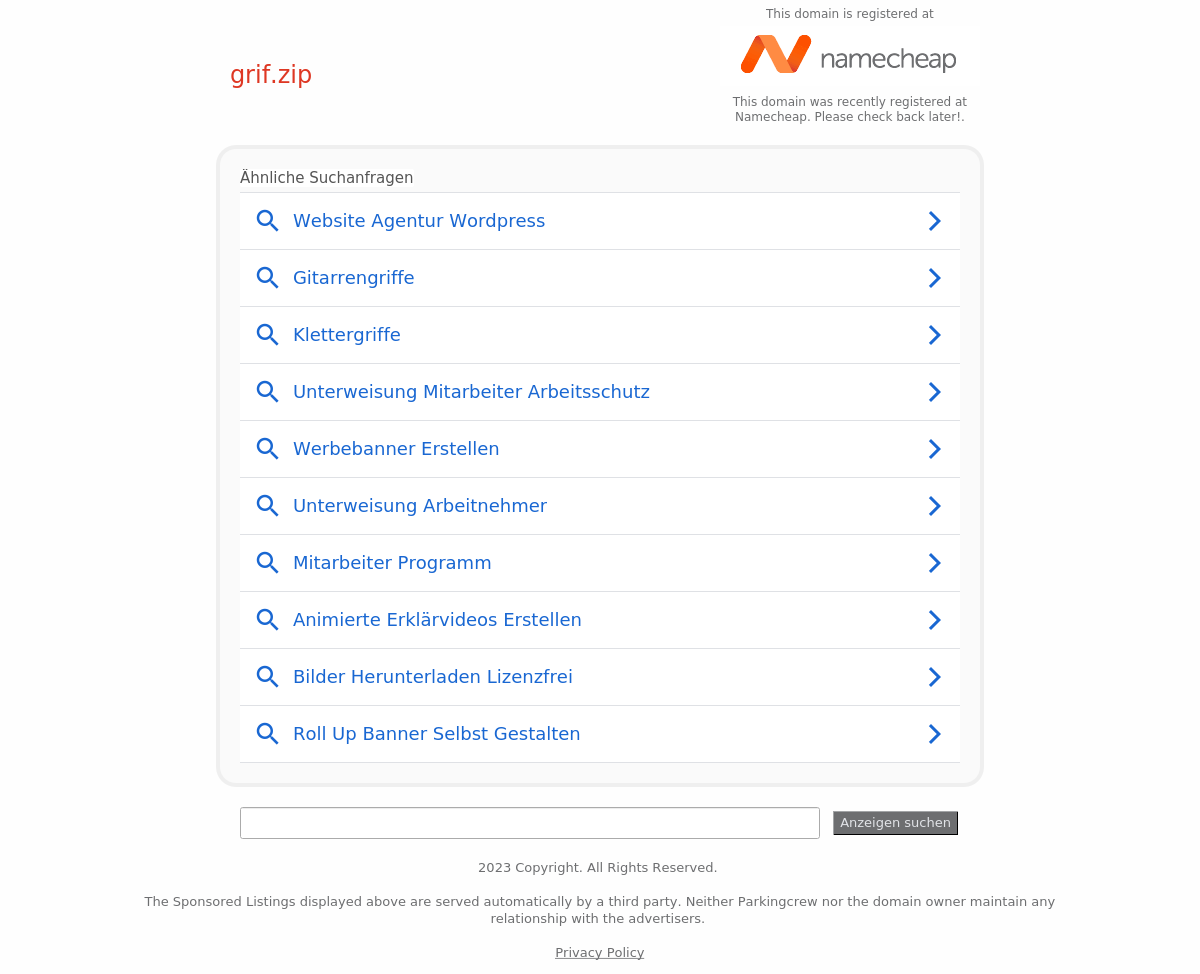 This domain is registered at
namecheap
grif.zip
This domain was recently registered at
Namecheap. Please check back later!.
Ähnliche Suchanfragen
Website Agentur Wordpress
Gitarrengriffe
Klettergriffe
Unterweisung Mitarbeiter Arbeitsschutz
Werbebanner Erstellen
Unterweisung Arbeitnehmer
Mitarbeiter Programm
Animierte Erklärvideos Erstellen
Bilder Herunterladen Lizenzfrei
Roll Up Banner Selbst Gestalten
Anzeigen suchen
2023 Copyright. All Rights Reserved.
The Sponsored Listings displayed above are served automatically by a third party. Neither Parkingcrew nor the domain owner maintain any
relationship with the advertisers.
Privacy Policy